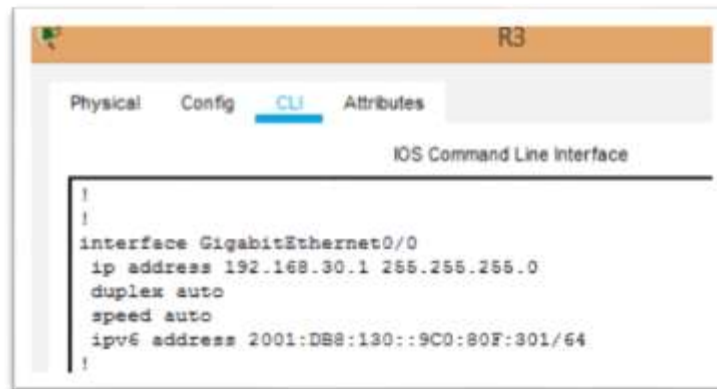 R3
Physical Config CLI Attributes
IOS Command Line Interface
!
!
interface GigabitEthernet0/0
ip address 192.168.30.1 255.255.255.0
duplex auto
speed auto
ipv6 address 2001:DB8:130::9C0:80F:301/64
!